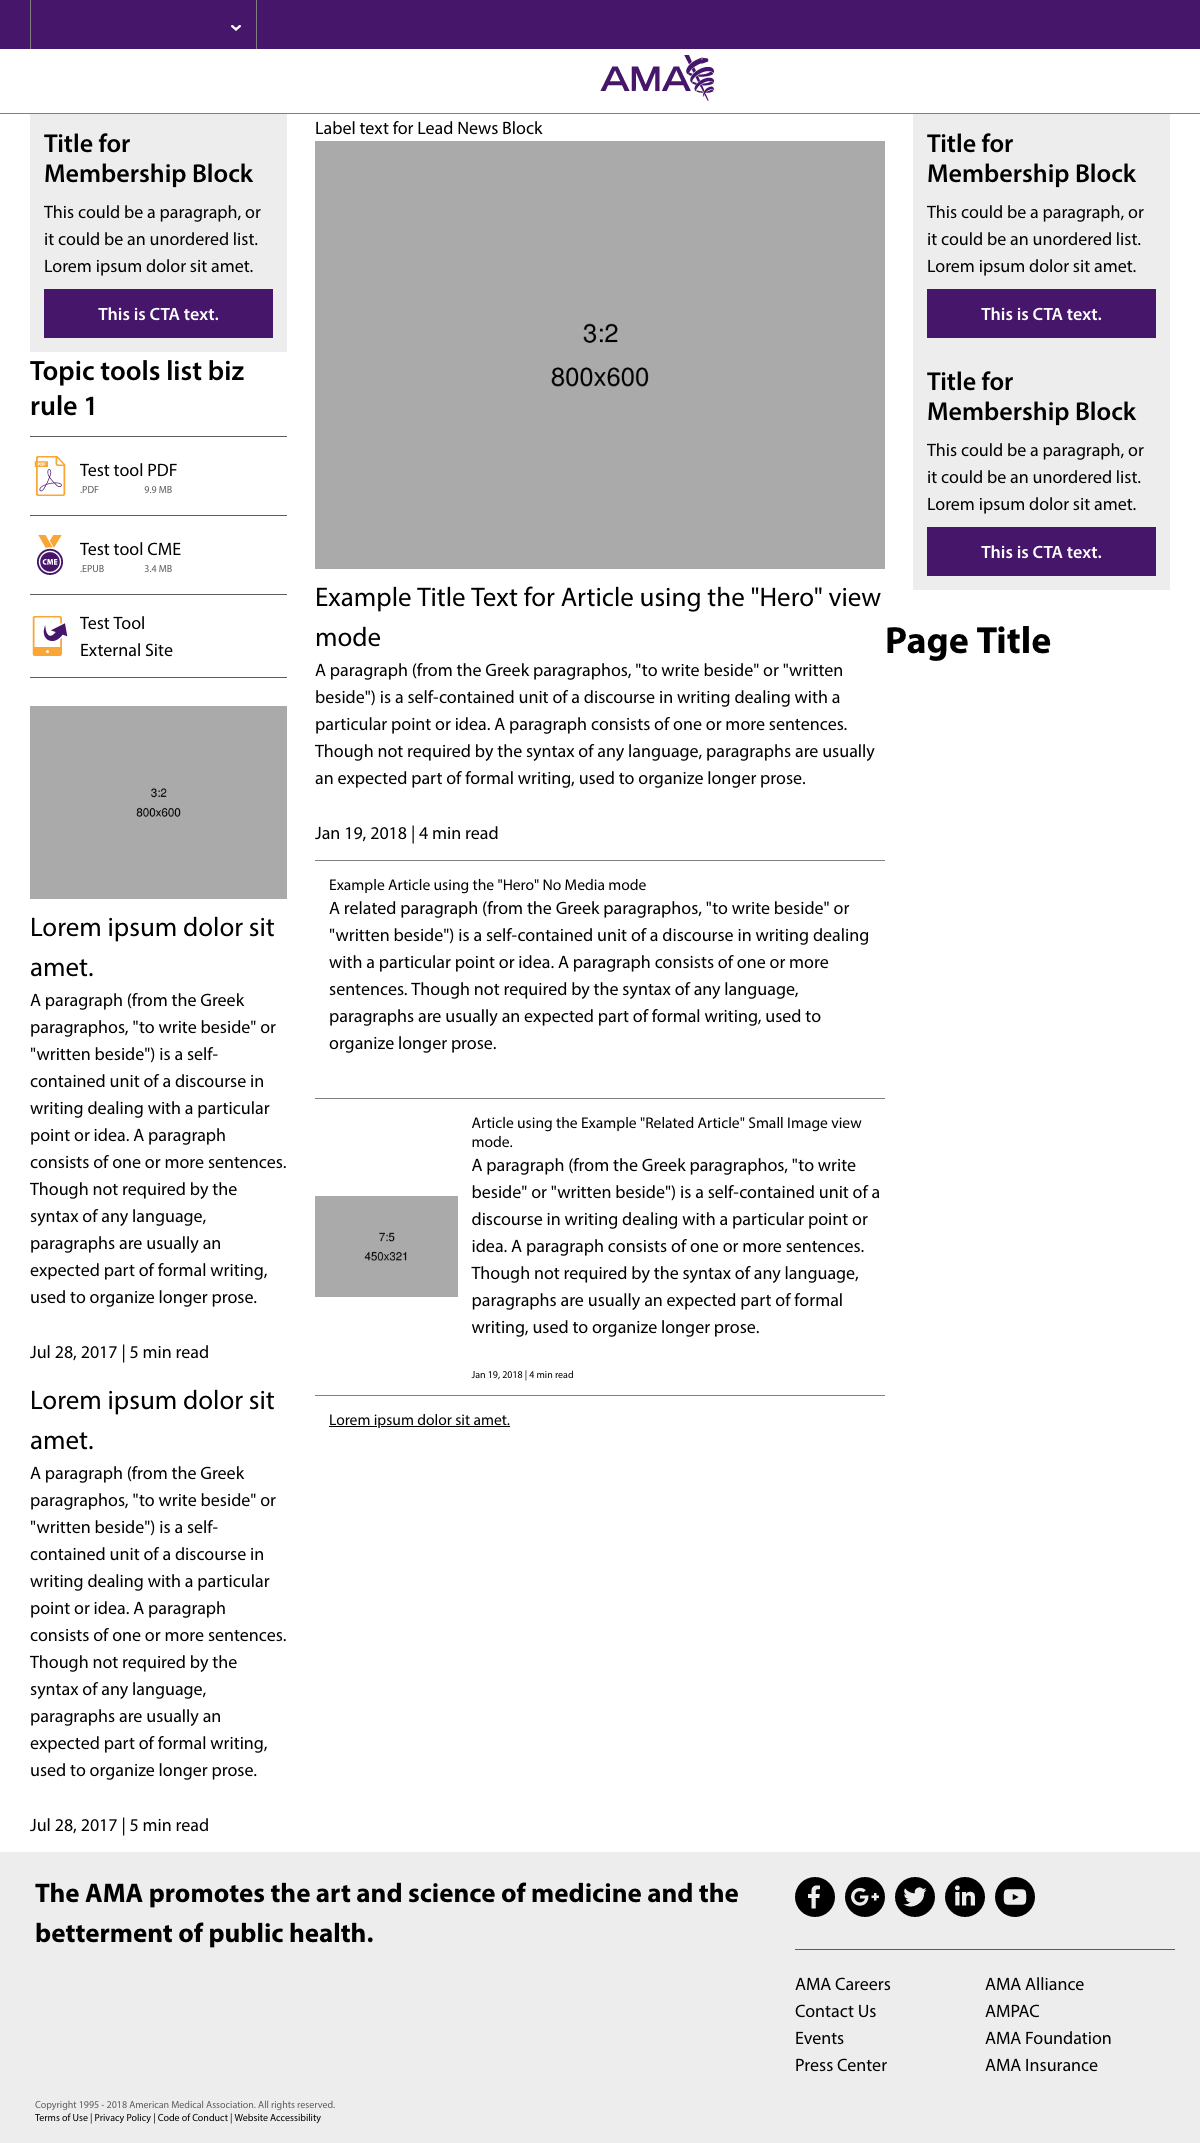 AMA
Title for
Membership Block
This could be a paragraph, or
it could be an unordered list.
Lorem ipsum dolor sit amet.
This is CTA text.
Topic tools list biz
rule 1
PDF
Test tool PDF
.PDF 9.9 MB
CME
Test tool CME
.EPUB 3.4 MB
Test Tool
External Site
3:2
800x600
Lorem ipsum dolor sit
amet.
A paragraph (from the Greek
paragraphos, "to write beside" or
"written beside") is a self-
contained unit of a discourse in
writing dealing with a particular
point or idea. A paragraph
consists of one or more sentences.
Though not required by the
syntax of any language,
paragraphs are usually an
expected part of formal writing,
used to organize longer prose.
Jul 28, 2017 | 5 min read
Lorem ipsum dolor sit
amet.
A paragraph (from the Greek
paragraphos, "to write beside" or
"written beside") is a self-
contained unit of a discourse in
writing dealing with a particular
point or idea. A paragraph
consists of one or more sentences.
Though not required by the
syntax of any language,
paragraphs are usually an
expected part of formal writing,
used to organize longer prose.
Jul 28, 2017 | 5 min read
Label text for Lead News Block
3:2
800x600
Example Title Text for Article using the "Hero" view
mode
A paragraph (from the Greek paragraphos, "to write beside" or "written
beside") is a self-contained unit of a discourse in writing dealing with a
particular point or idea. A paragraph consists of one or more sentences.
Though not required by the syntax of any language, paragraphs are usually
an expected part of formal writing, used to organize longer prose.
Jan 19, 2018 | 4 min read
Example Article using the "Hero" No Media mode
A related paragraph (from the Greek paragraphos, "to write beside" or
"written beside") is a self-contained unit of a discourse in writing dealing
with a particular point or idea. A paragraph consists of one or more
sentences. Though not required by the syntax of any language,
paragraphs are usually an expected part of formal writing, used to
organize longer prose.
7:5
450x321
Article using the Example "Related Article" Small Image view
mode.
A paragraph (from the Greek paragraphos, "to write
beside" or "written beside") is a self-contained unit of a
discourse in writing dealing with a particular point or
idea. A paragraph consists of one or more sentences.
Though not required by the syntax of any language,
paragraphs are usually an expected part of formal
writing, used to organize longer prose.
Jan 19, 2018 | 4 min read
Lorem ipsum dolor sit amet.
Title for
Membership Block
This could be a paragraph, or
it could be an unordered list.
Lorem ipsum dolor sit amet.
This is CTA text.
Title for
Membership Block
This could be a paragraph, or
it could be an unordered list.
Lorem ipsum dolor sit amet.
This is CTA text.
Page Title
The AMA promotes the art and science of medicine and the
betterment of public health.
AMA Careers
Contact Us
Events
Press Center
AMA Alliance
AMPAC
AMA Foundation
AMA Insurance
Copyright 1995 - 2018 American Medical Association. All rights reserved.
Terms of Use | Privacy Policy | Code of Conduct | Website Accessibility